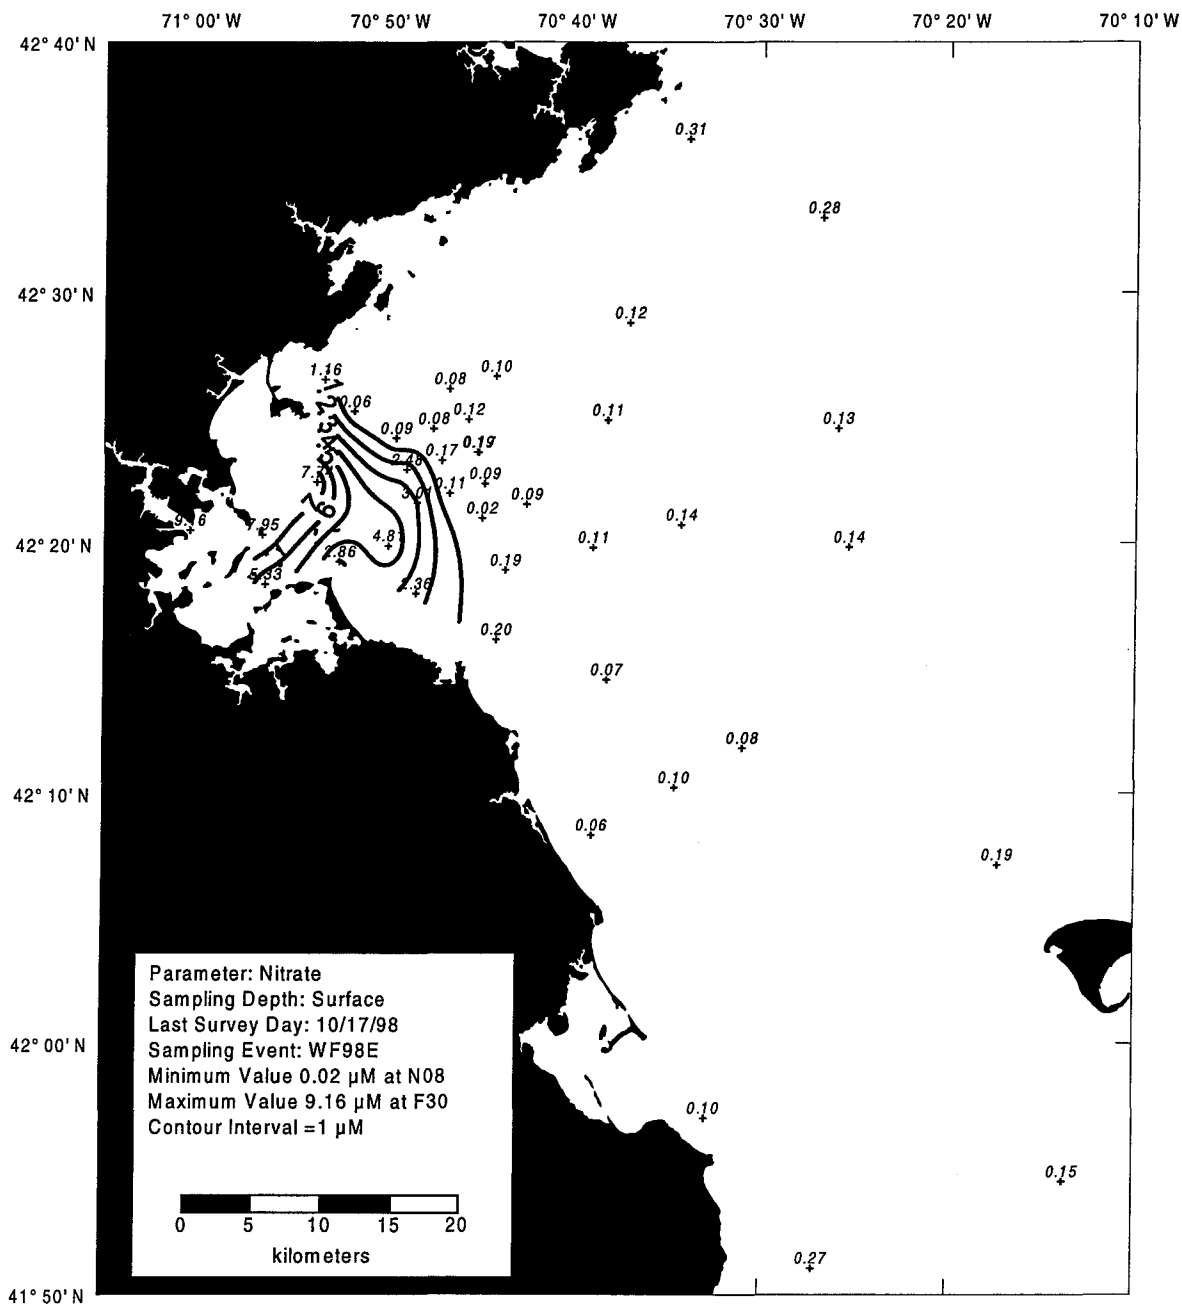 71° 00' W 70° 50' W 70° 40' W 70° 30' W 70° 20' W 70° 10' W
42° 40' N
0.31
0.28
42° 30' N
0.12
1.16
0.10
0.08
0.06
0.12
0.11
0.13
0.08
0.09
0.19
0.17
2.48
0.09
0.11
3.01
0.09
0.02
0.14
9.16
7.95
4.81
0.11
0.14
42° 20' N
2.86
0.19
5.33
2.36
0.20
0.07
0.08
0.10
42° 10' N
0.06
0.19
Parameter: Nitrate
Sampling Depth: Surface
Last Survey Day: 10/17/98
Sampling Event: WF98E
Minimum Value 0.02 µM at N08
Maximum Value 9.16 µM at F30
Contour Interval =1 µM
0 5 10 15 20
kilometers
42° 00' N
0.10
0.15
0.27
41° 50' N